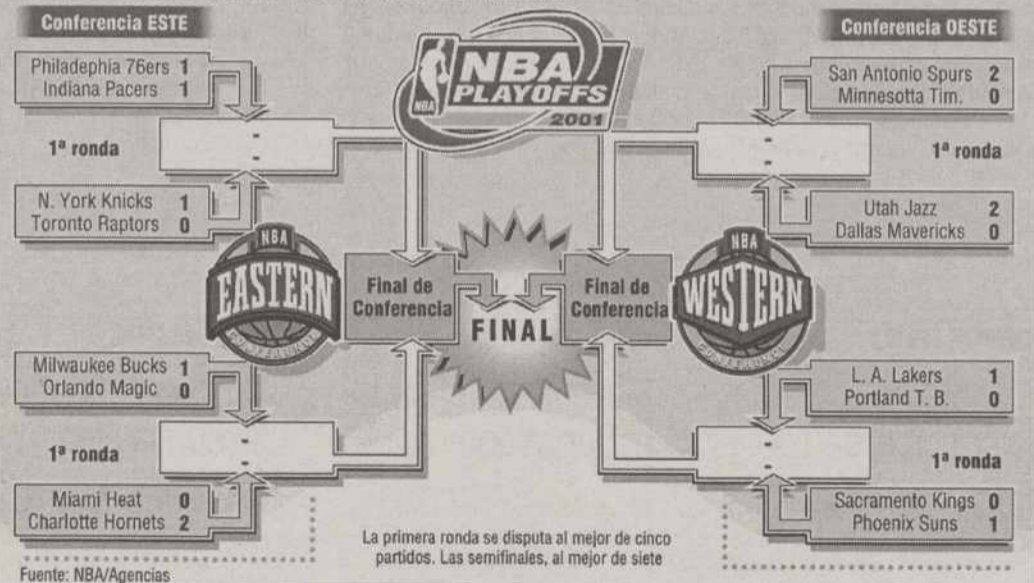 Conferencia ESTE
Philadephia 76ers 1
Indiana Pacers 1
1ª ronda
-
-
N. York Knicks 1
Toronto Raptors 0
NBA
EASTERN
CONFERENCE
Milwaukee Bucks 1
Orlando Magic 0
1ª ronda
-
-
Miami Heat 0
Charlotte Hornets 2
Fuente: NBA/Agencias
NBA
NBA
PLAYOFFS
2001
Final de
Conferencia
FINAL
Final de
Conferencia
La primera ronda se disputa al mejor de cinco
partidos. Las semifinales, al mejor de siete
Conferencia OESTE
San Antonio Spurs 2
Minnesotta Tim. 0
-
-
1ª ronda
Utah Jazz 2
Dallas Mavericks 0
NBA
WESTERN
CONFERENCE
L. A. Lakers 1
Portland T. B. 0
-
-
1ª ronda
Sacramento Kings 0
Phoenix Suns 1